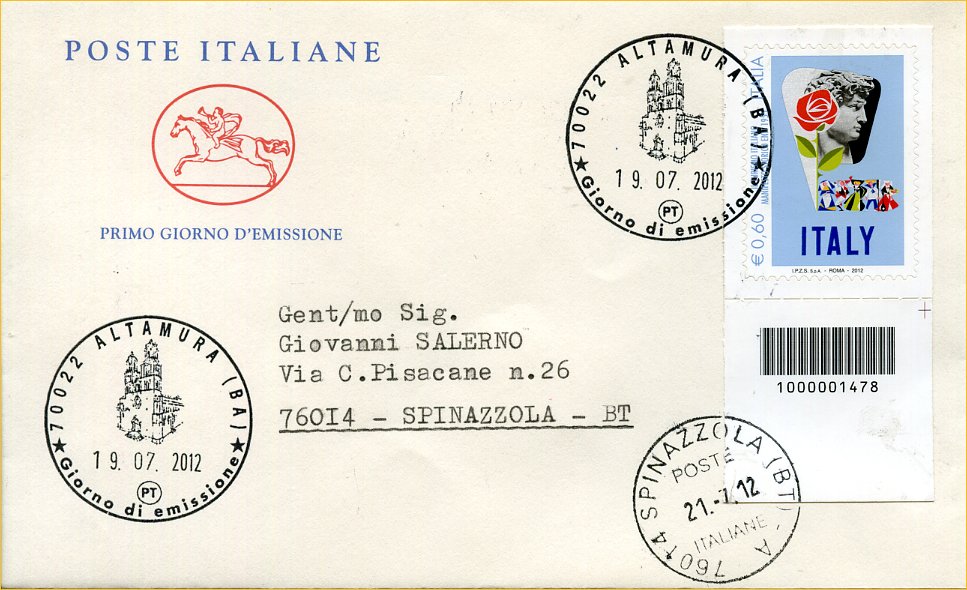 POSTE ITALIANE
PRIMO GIORNO D'EMISSIONE
70022 ALTAMURA (BA)
19. 07. 2012
PT
★ Giorno di emissione ★
€ 0,60
ITALIA
ITALY
I.P.Z.S. S.p.A. - ROMA - 2012
1000001478
Gent/mo Sig.
Giovanni SALERNO
Via C.Pisacane n.26
76014 - SPINAZZOLA - BT
70022 ALTAMURA (BA)
19. 07. 2012
PT
★ Giorno di emissione ★
76014 SPINAZZOLA (BT)
POSTE
21.-7.12
ITALIANE
A